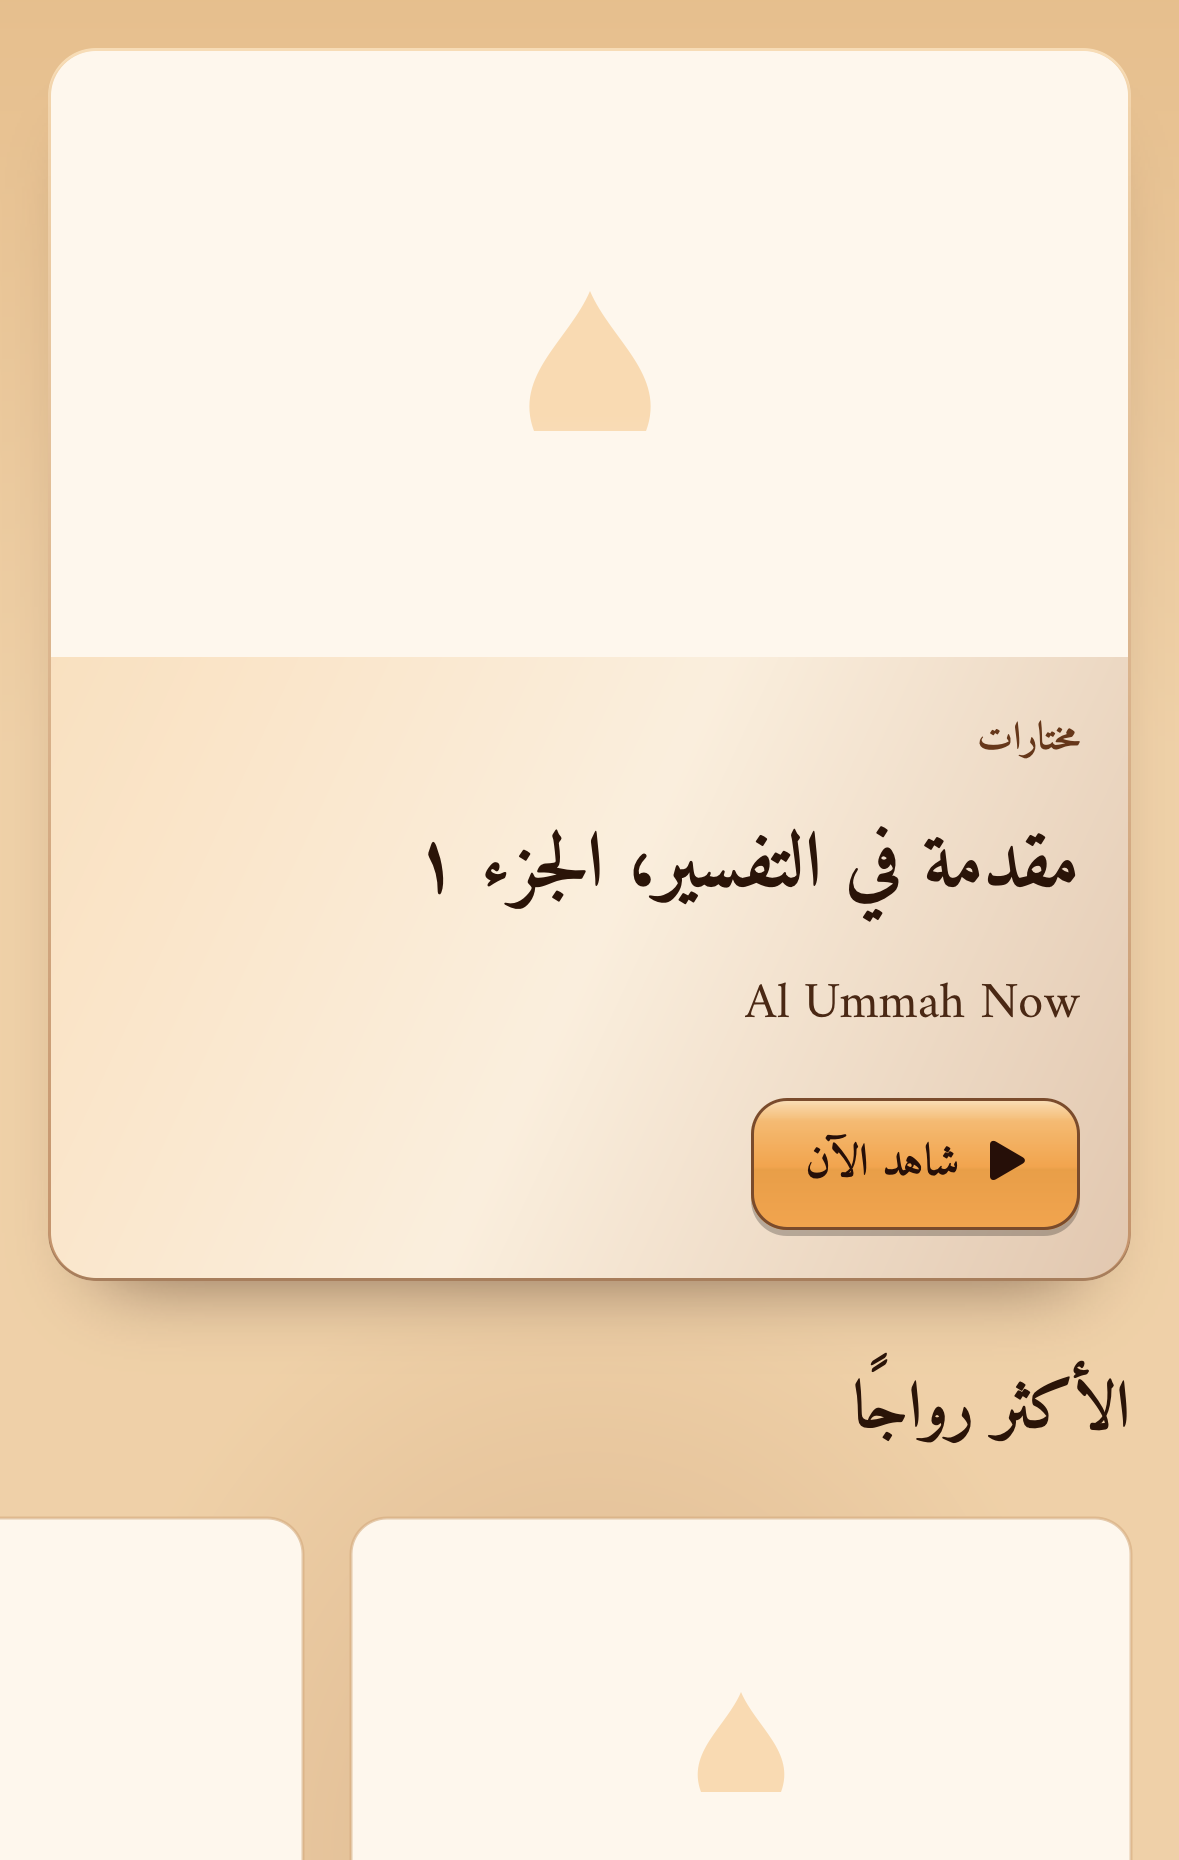 مختارات
مقدمة في التفسير، الجزء ١
Al Ummah Now
شاهد الآن
الأكثر رواجًا